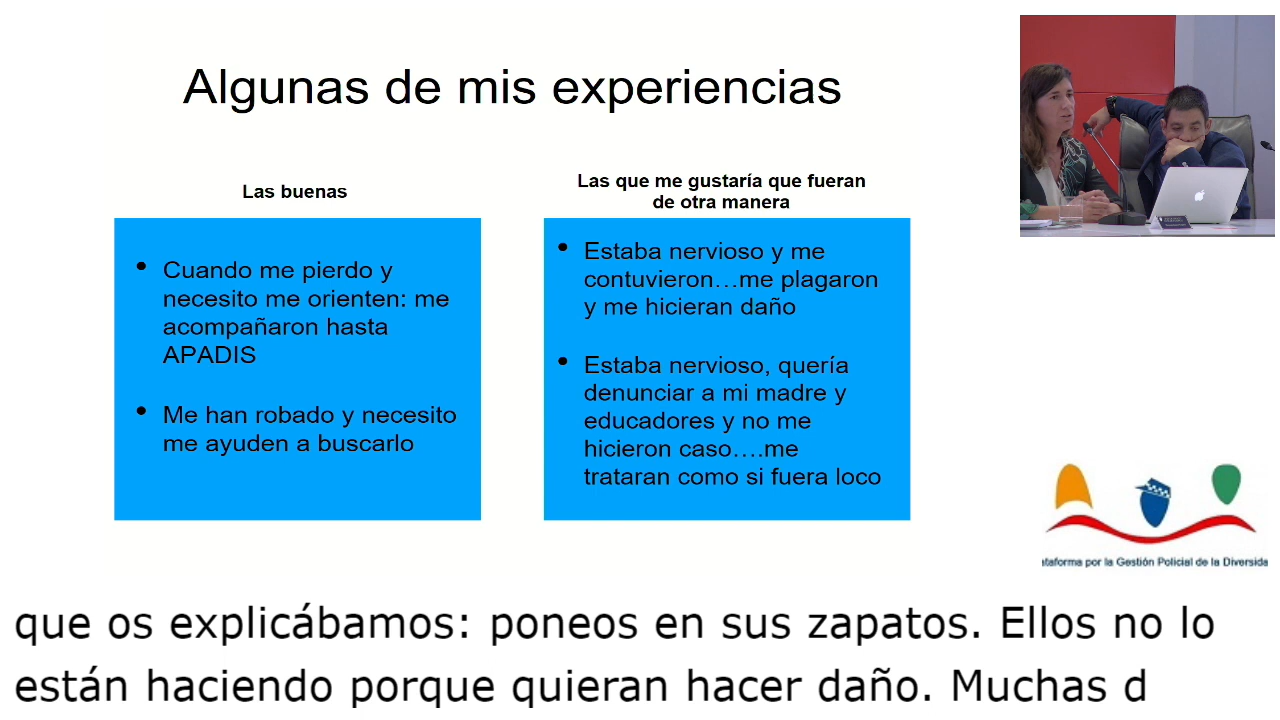 Algunas de mis experiencias
Las buenas
Las que me gustaría que fueran
de otra manera
• Cuando me pierdo y
necesito me orienten: me
acompañaron hasta
APADIS
• Me han robado y necesito
me ayuden a buscarlo
• Estaba nervioso y me
contuvieron…me plagaron
y me hicieran daño
• Estaba nervioso, quería
denunciar a mi madre y
educadores y no me
hicieron caso….me
trataran como si fuera loco
ataforma por la Gestión Policial de la Diversida
que os explicábamos: poneos en sus zapatos. Ellos no lo
están haciendo porque quieran hacer daño. Muchas d